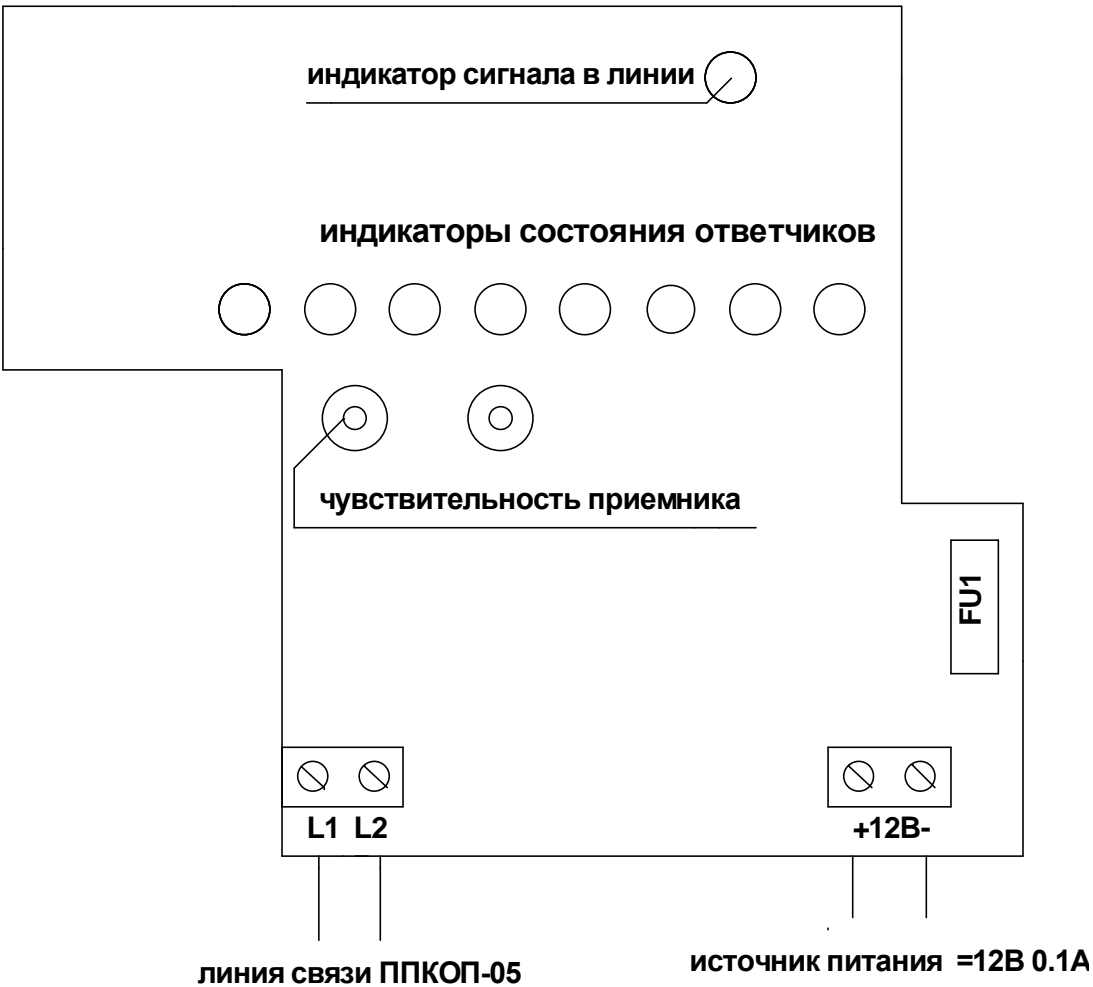 индикатор сигнала в линии
индикаторы состояния ответчиков
чувствительность приемника
FU1
L1 L2
+12В-
линия связи ППКОП-05
источник питания =12В 0.1А